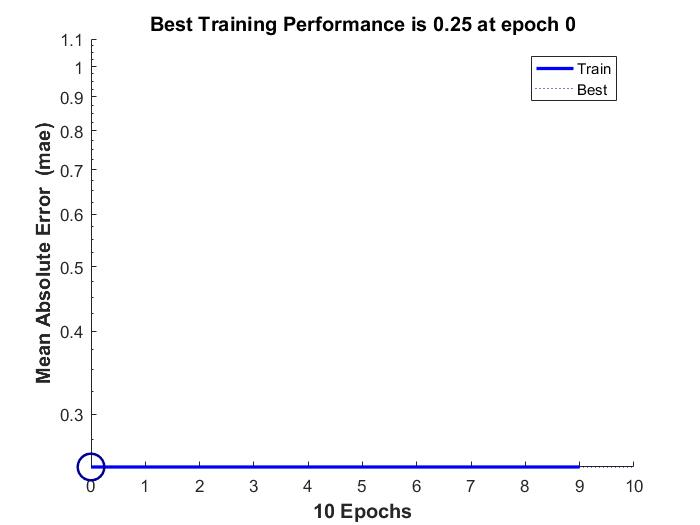 Best Training Performance is 0.25 at epoch 0
1.1
1
0.9
0.8
0.7
0.6
0.5
0.4
0.3
Mean Absolute Error (mae)
Train
Best
0 1 2 3 4 5 6 7 8 9 10
10 Epochs